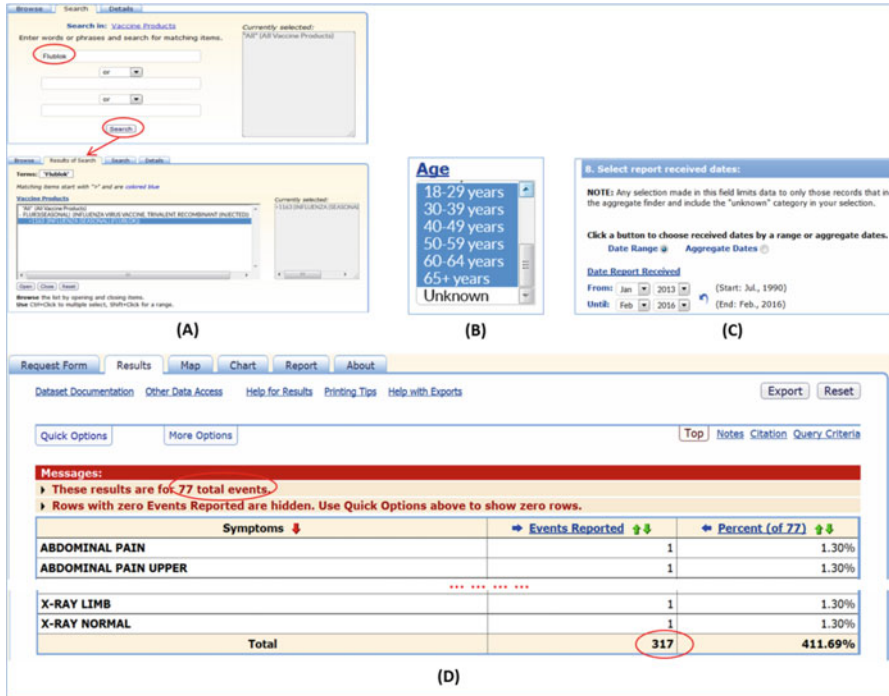 Browse Search Details
Search in: Vaccine Products
Enter words or phrases and search for matching items.
Currently selected:
"All" (All Vaccine Products)
Flublok
or
or
Search
Browse Results of Search Search Details
Terms: 'Flublok'
Matching items start with ">" and are colored blue
Vaccine Products
Currently selected:
"All" (All Vaccine Products)
Open Close Reset
Browse the list by opening and closing items.
Use Ctrl+Click to multiple select, Shift+Click for a range.
(A)
Age
18-29 years
30-39 years
40-49 years
50-59 years
60-64 years
65+ years
Unknown
(B)
8. Select report received dates:
NOTE: Any selection made in this field limits data to only those records that in
the aggregate finder and include the "unknown" category in your selection.
Click a button to choose received dates by a range or aggregate dates.
Date Range Aggregate Dates
Date Report Received
From: Jan 2013 (Start: Jul., 1990)
Until: Feb 2016 (End: Feb., 2016)
(C)
Request Form Results Map Chart Report About
Dataset Documentation Other Data Access Help for Results Printing Tips Help with Exports
Export Reset
Quick Options More Options
Top Notes Citation Query Criteria
Messages:
These results are for 77 total events.
Rows with zero Events Reported are hidden. Use Quick Options above to show zero rows.
Symptoms Events Reported Percent (of 77)
ABDOMINAL PAIN 1 1.30%
ABDOMINAL PAIN UPPER 1 1.30%
... ... ... ...
X-RAY LIMB 1 1.30%
X-RAY NORMAL 1 1.30%
Total 317 411.69%
(D)